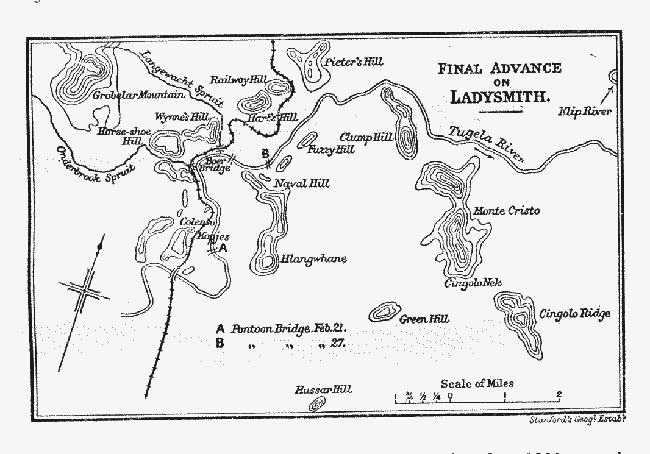 FINAL ADVANCE
ON
LADYSMITH.
Pieter's Hill
Langewacht Spruit
Railway Hill
Grobelar Mountain
Hart's Hill
Klip River
Wynne's Hill
Horse-shoe
Hill
Clump Hill
Tugela River
Fuzzy Hill
B
Boer
Bridge
Onderbrook Spruit
Naval Hill
Monte Cristo
Colenso
Kopjes
A
Hlangwhane
Cingolo Nek
Green Hill
Cingolo Ridge
A Pontoon Bridge. Feb. 21.
B „ „ „ 27.
Hussar Hill
Scale of Miles
¾ ½ ¼ 0 1 2
Stanford's Geogl. Estabt.